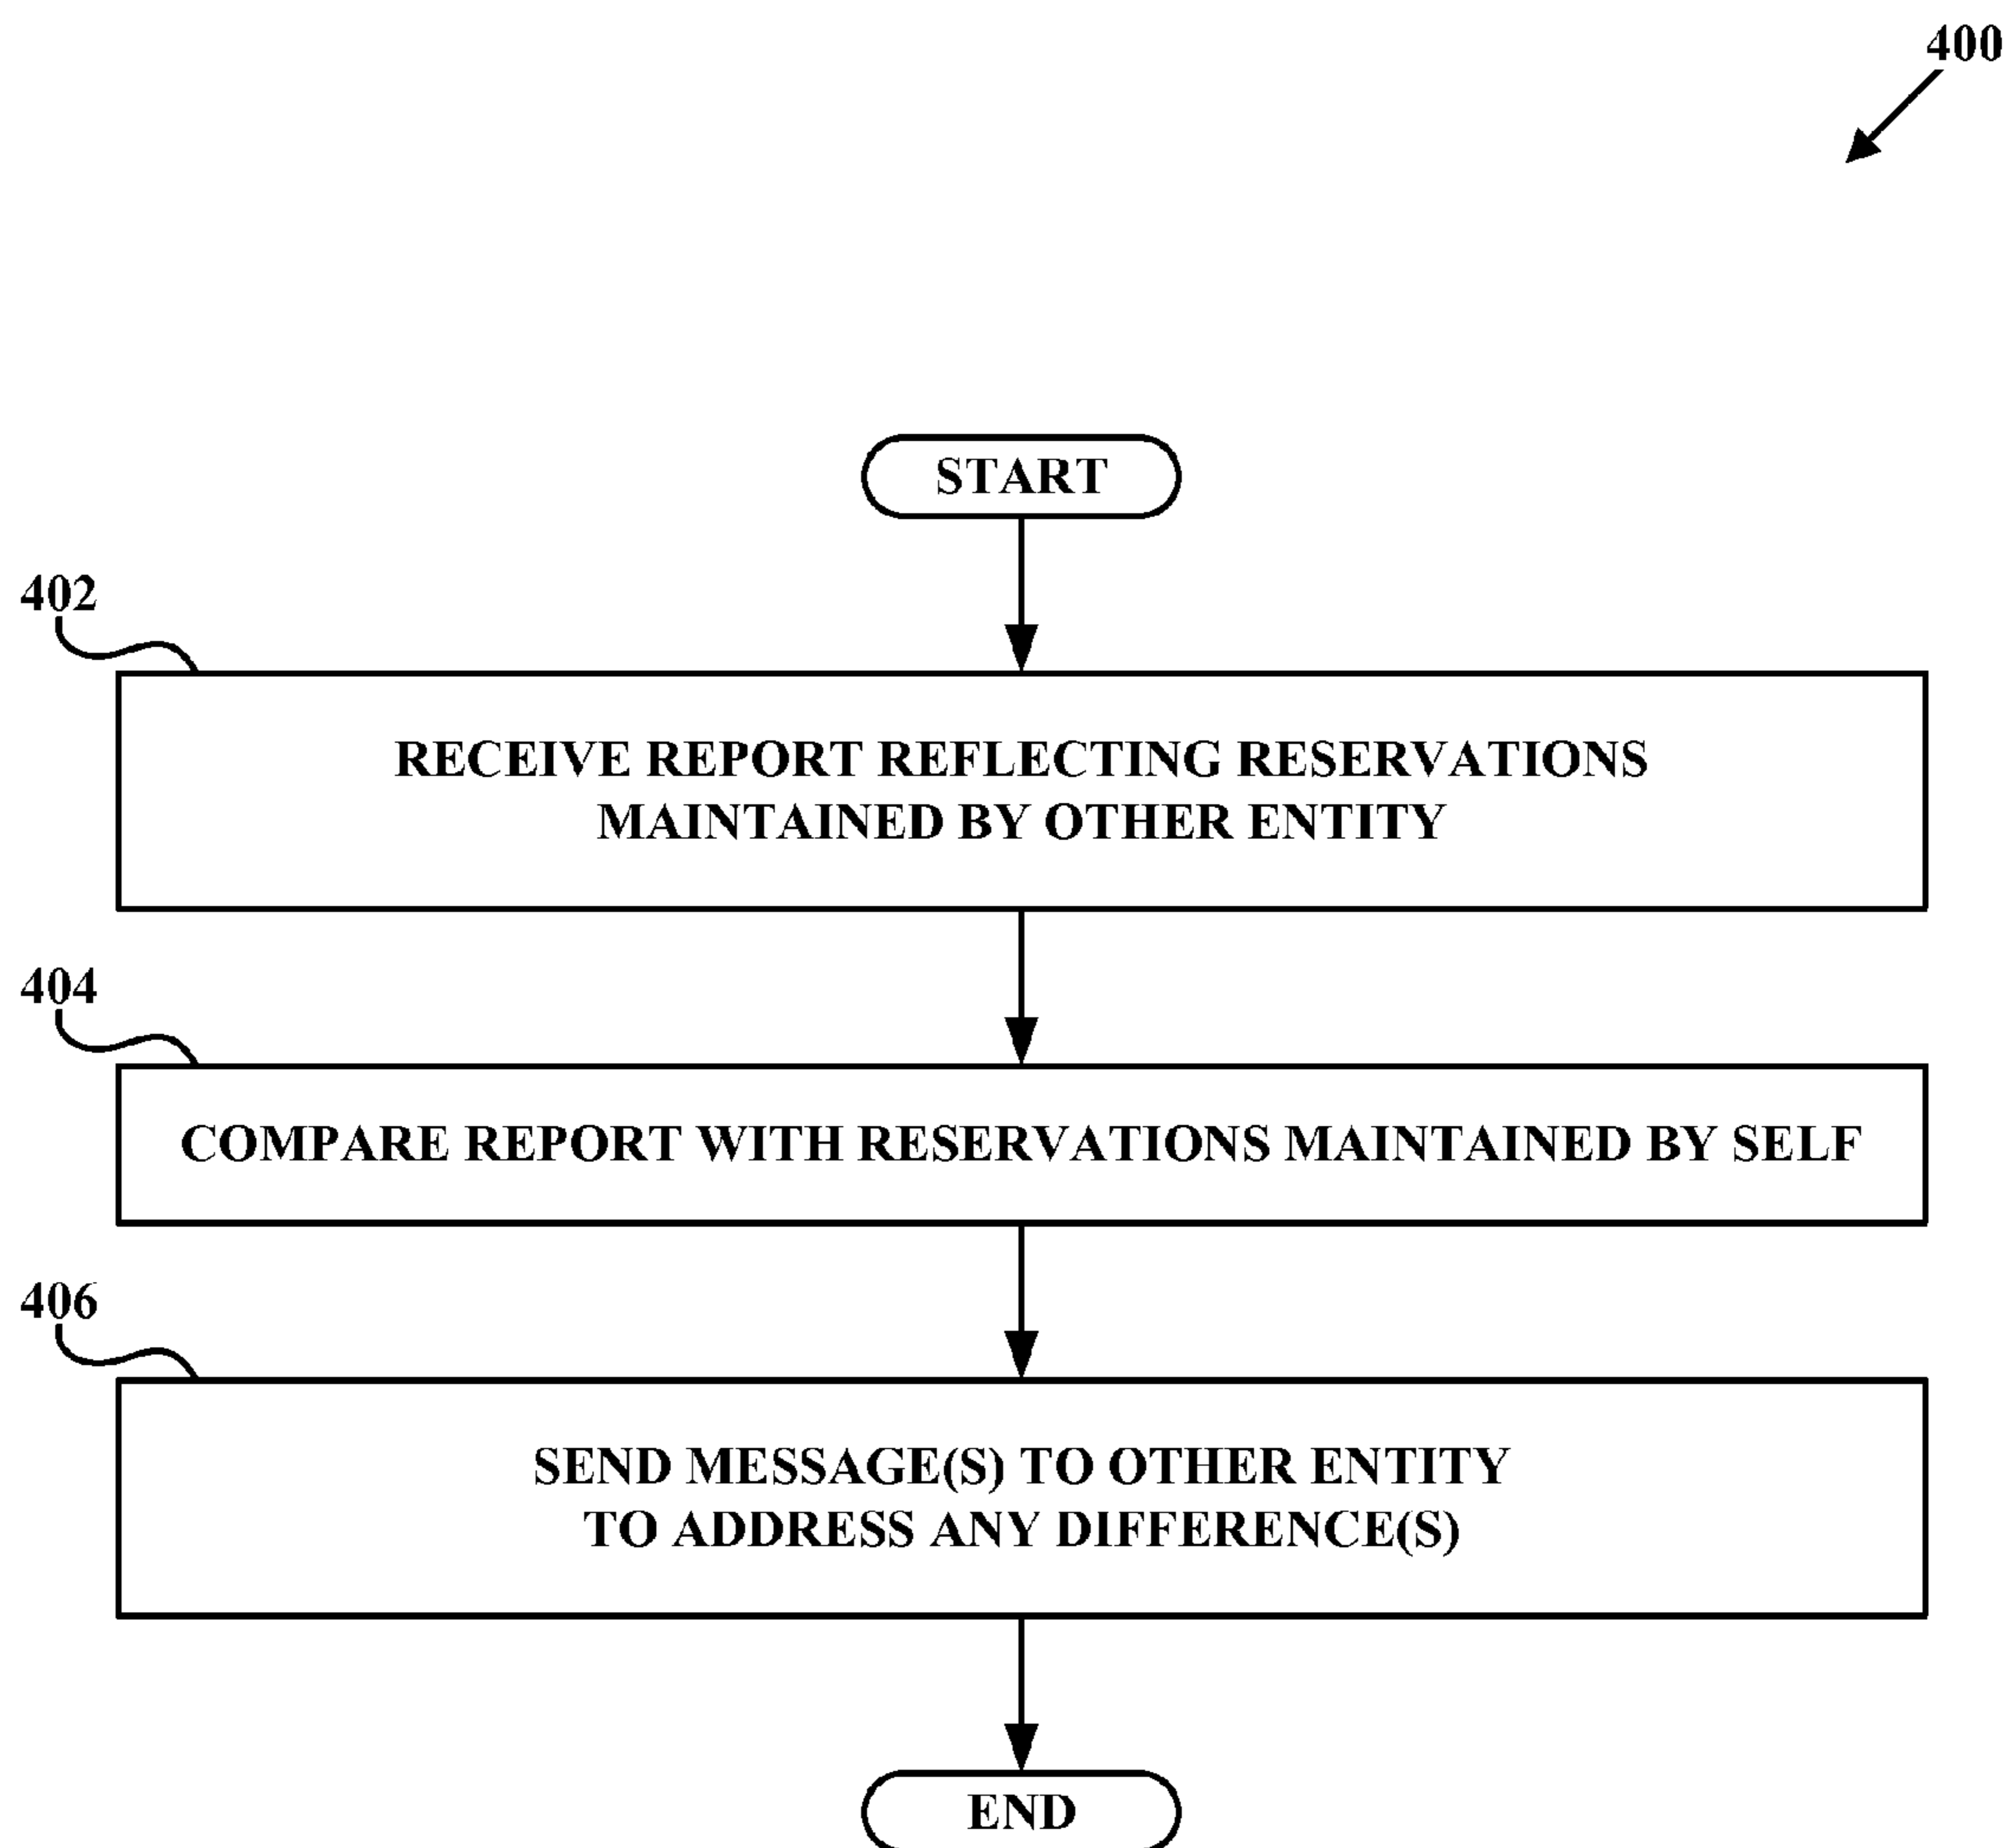 400
START
402
RECEIVE REPORT REFLECTING RESERVATIONS
MAINTAINED BY OTHER ENTITY
404
COMPARE REPORT WITH RESERVATIONS MAINTAINED BY SELF
406
SEND MESSAGE(S) TO OTHER ENTITY
TO ADDRESS ANY DIFFERENCE(S)
END